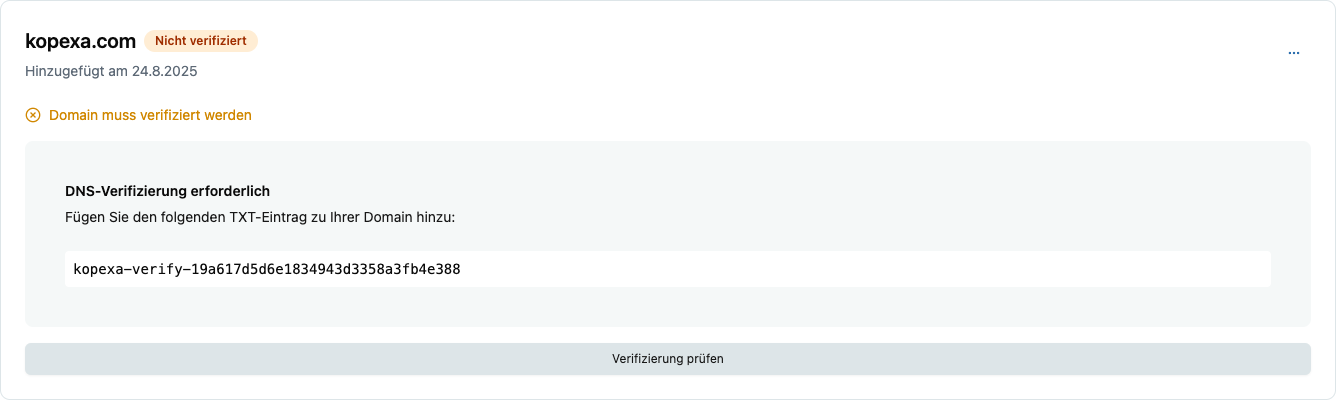 kopexa.com Nicht verifiziert
...
Hinzugefügt am 24.8.2025
Domain muss verifiziert werden
DNS-Verifizierung erforderlich
Fügen Sie den folgenden TXT-Eintrag zu Ihrer Domain hinzu:
kopexa-verify-19a617d5d6e1834943d3358a3fb4e388
Verifizierung prüfen